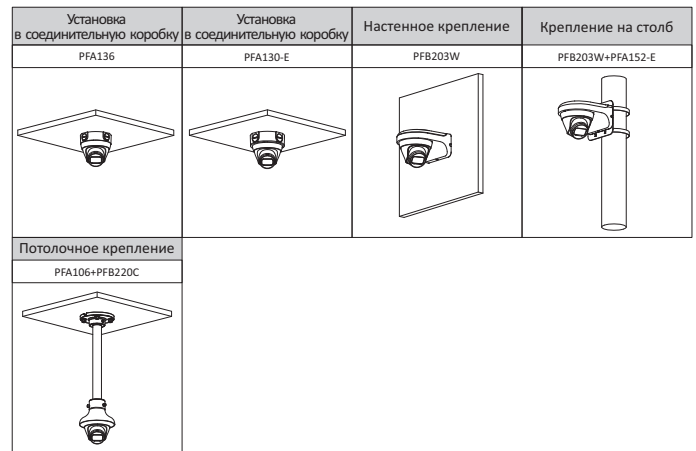 Установка
в соединительную коробку
Установка
в соединительную коробку
Настенное крепление
Крепление на столб
PFA136
PFA130-E
PFB203W
PFB203W+PFA152-E
Потолочное крепление
PFA106+PFB220C